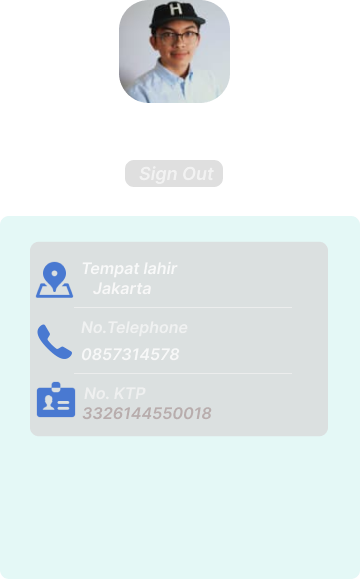 H
Sign Out
Tempat lahir
Jakarta
No.Telephone
0857314578
No. KTP
3326144550018